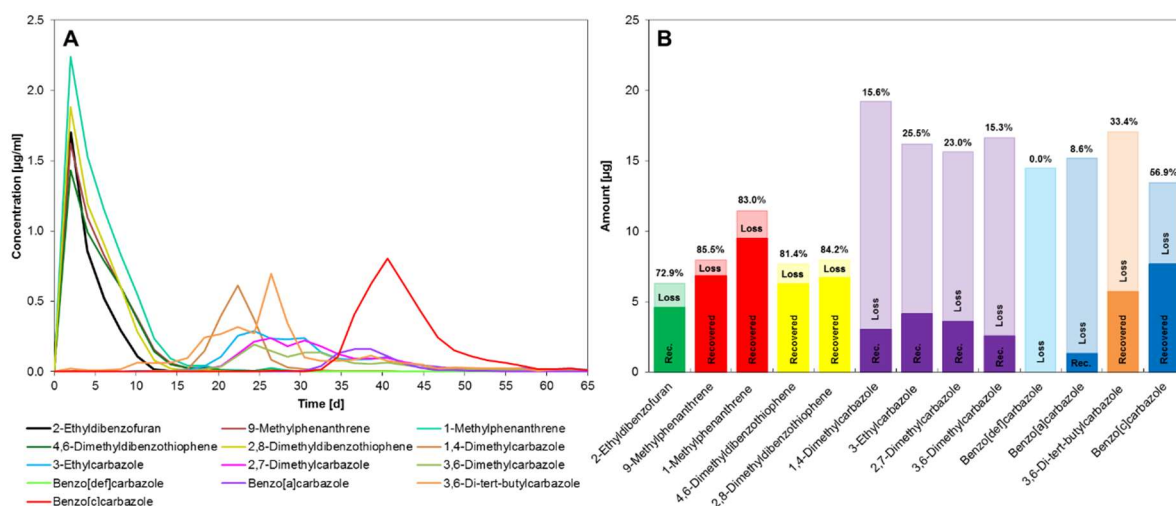 A
2.5
2.0
1.5
1.0
0.5
0.0
Concentration [µg/ml]
0 5 10 15 20 25 30 35 40 45 50 55 60 65
Time [d]
2-Ethyldibenzofuran 9-Methylphenanthrene 1-Methylphenanthrene
4,6-Dimethyldibenzothiophene 2,8-Dimethyldibenzothiophene 1,4-Dimethylcarbazole
3-Ethylcarbazole 2,7-Dimethylcarbazole 3,6-Dimethylcarbazole
Benzo[def]carbazole Benzo[a]carbazole 3,6-Di-tert-butylcarbazole
Benzo[c]carbazole
B
25
20
15
10
5
0
Amount [µg]
72.9% 85.5% 83.0% 81.4% 84.2% 15.6% 25.5% 23.0% 15.3% 0.0% 8.6% 33.4% 56.9%
Loss Loss Loss Loss Loss Loss Loss Loss Loss Loss Loss Loss Loss
Rec. Recovered Recovered Recovered Recovered Rec. Rec. Rec. Rec. Rec. Recovered Recovered
2-Ethyldibenzofuran
9-Methylphenanthrene
1-Methylphenanthrene
4,6-Dimethyldibenzothiophene
2,8-Dimethyldibenzothiophene
1,4-Dimethylcarbazole
3-Ethylcarbazole
2,7-Dimethylcarbazole
3,6-Dimethylcarbazole
Benzo[def]carbazole
Benzo[a]carbazole
3,6-Di-tert-butylcarbazole
Benzo[c]carbazole